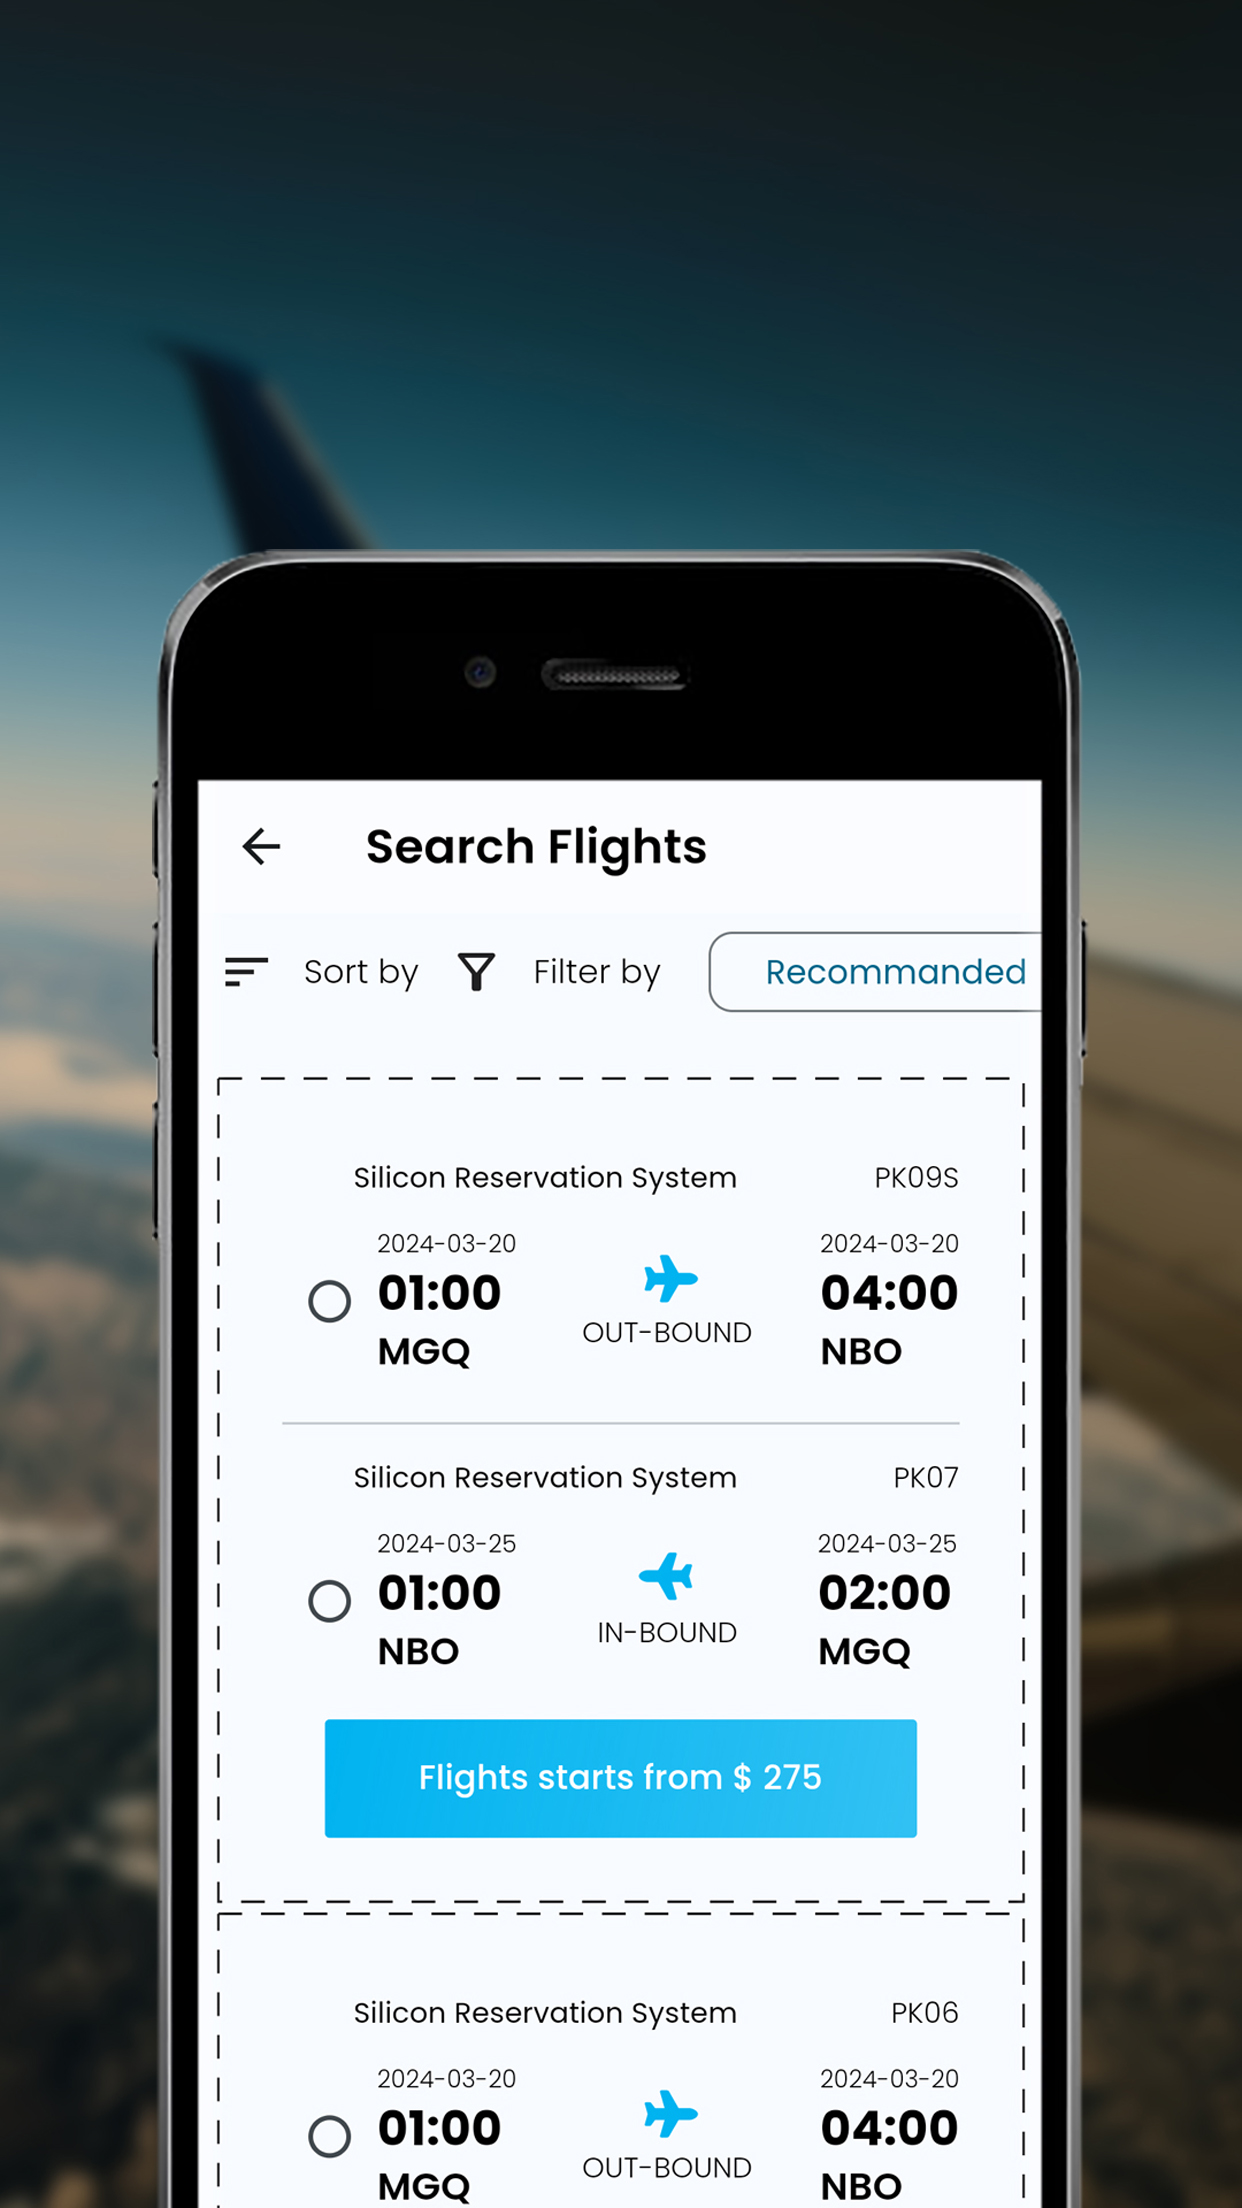 Search Flights
Sort by Filter by Recommanded
Silicon Reservation System PK09S
2024-03-20 2024-03-20
01:00 04:00
OUT-BOUND
MGQ NBO
Silicon Reservation System PK07
2024-03-25 2024-03-25
01:00 02:00
IN-BOUND
NBO MGQ
Flights starts from $ 275
Silicon Reservation System PK06
2024-03-20 2024-03-20
01:00 04:00
OUT-BOUND
MGQ NBO